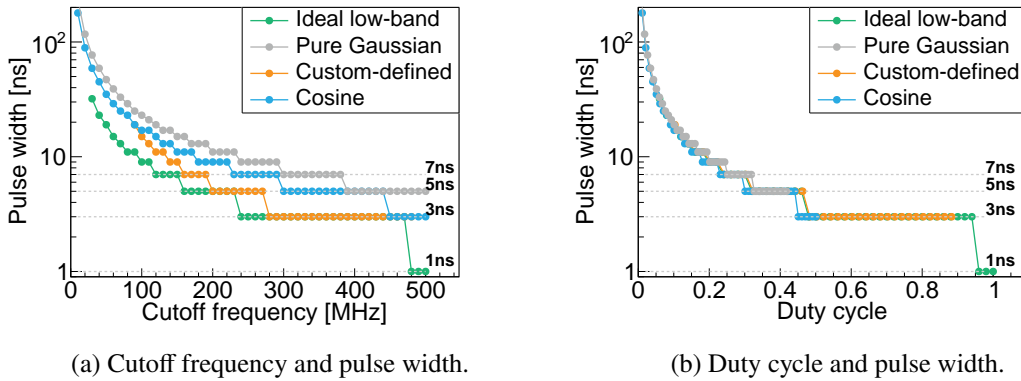 Pulse width [ns]
10²
10
1
Ideal low-band
Pure Gaussian
Custom-defined
Cosine
7ns
5ns
3ns
1ns
0 100 200 300 400 500
Cutoff frequency [MHz]
(a) Cutoff frequency and pulse width.
Pulse width [ns]
10²
10
1
Ideal low-band
Pure Gaussian
Custom-defined
Cosine
7ns
5ns
3ns
1ns
0 0.2 0.4 0.6 0.8 1
Duty cycle
(b) Duty cycle and pulse width.